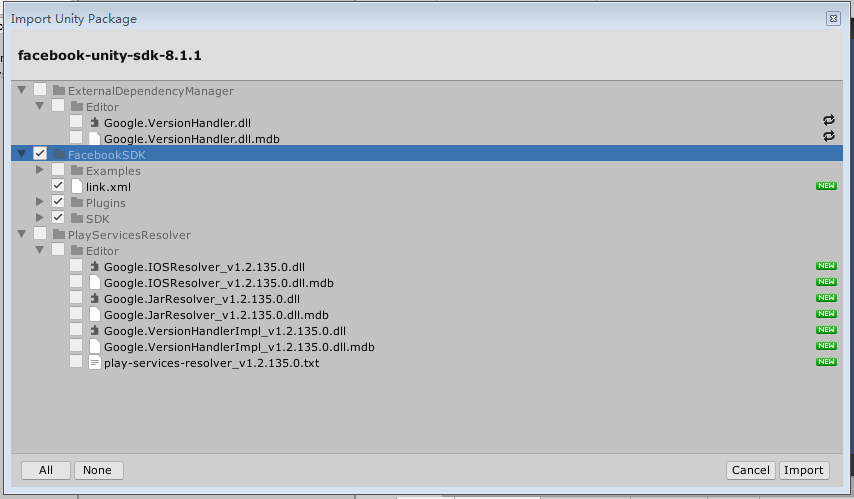 Import Unity Package
facebook-unity-sdk-8.1.1
ExternalDependencyManager
Editor
Google.VersionHandler.dll
Google.VersionHandler.dll.mdb
FacebookSDK
Examples
link.xml NEW
Plugins
SDK
PlayServicesResolver
Editor
Google.IOSResolver_v1.2.135.0.dll NEW
Google.IOSResolver_v1.2.135.0.dll.mdb NEW
Google.JarResolver_v1.2.135.0.dll NEW
Google.JarResolver_v1.2.135.0.dll.mdb NEW
Google.VersionHandlerImpl_v1.2.135.0.dll NEW
Google.VersionHandlerImpl_v1.2.135.0.dll.mdb NEW
play-services-resolver_v1.2.135.0.txt NEW
All None Cancel Import